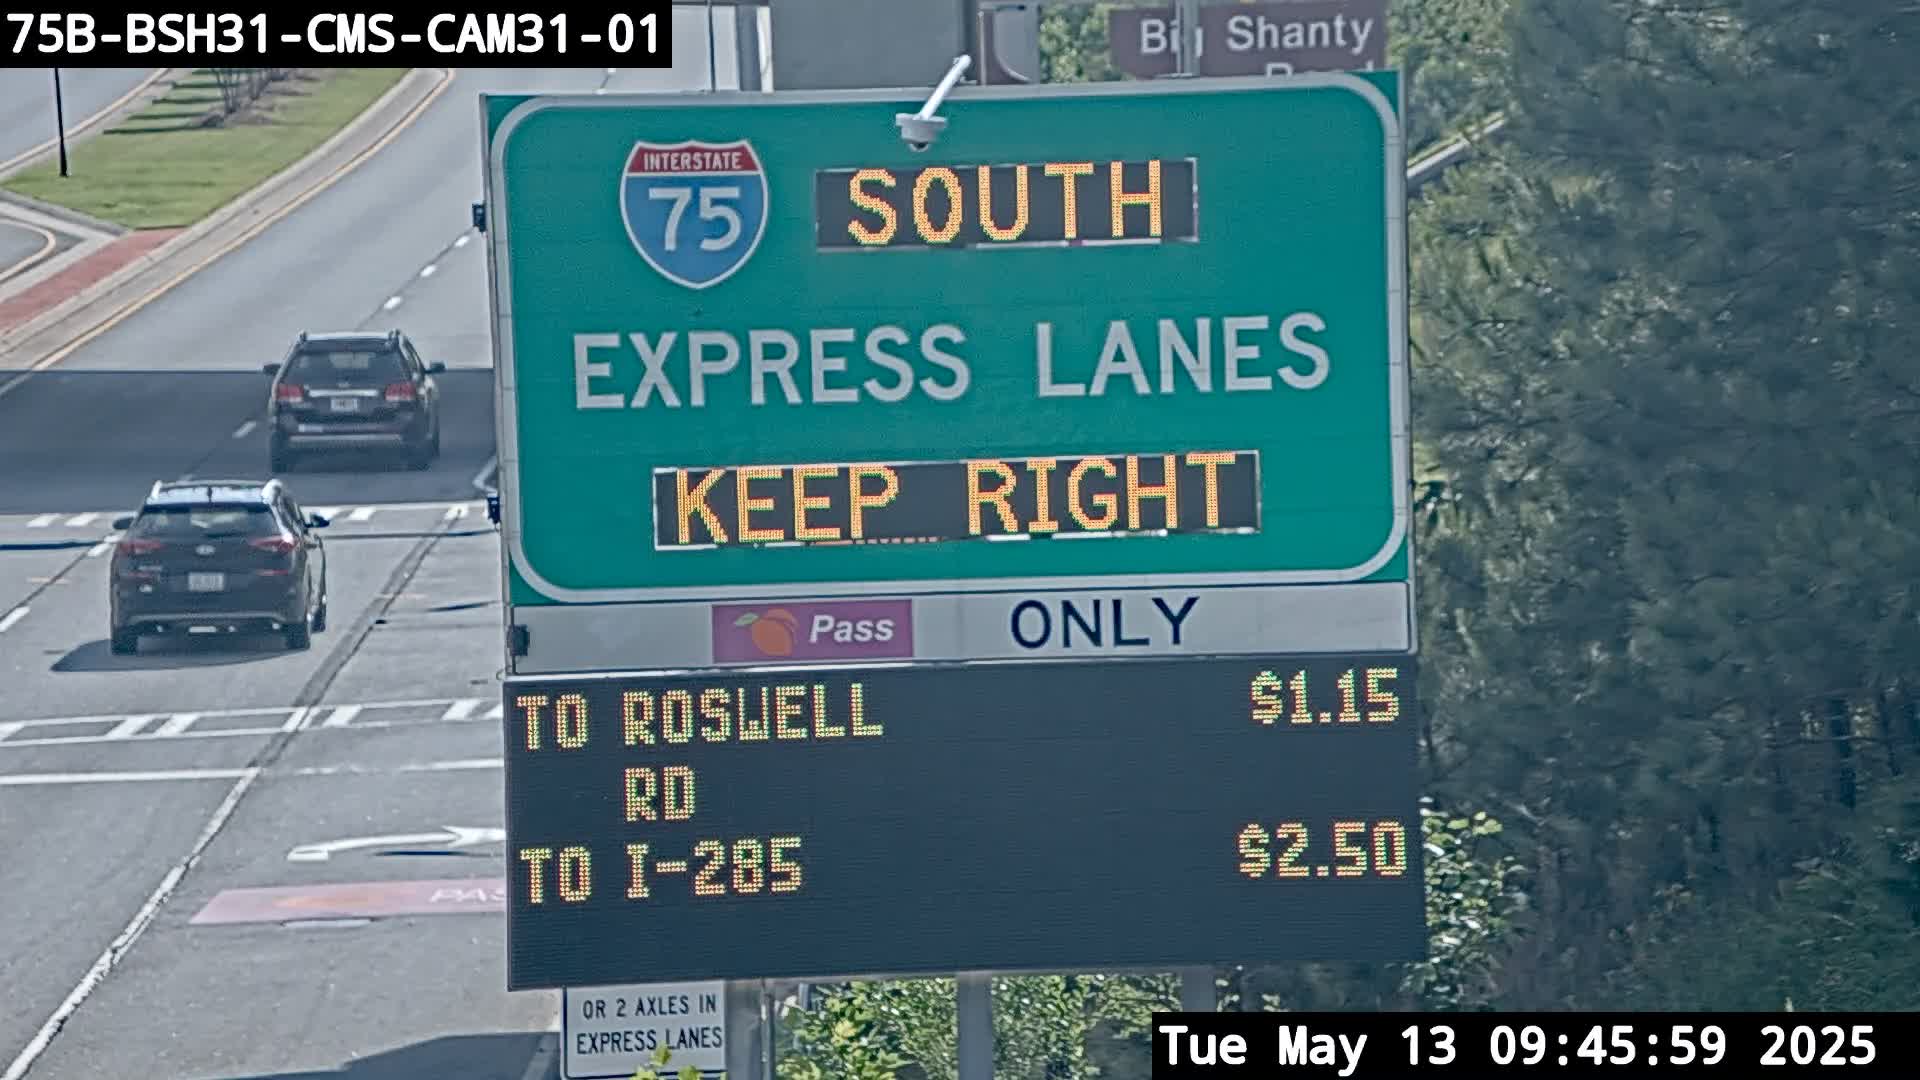 75B-BSH31-CMS-CAM31-01
Big Shanty
Road
INTERSTATE
75
SOUTH
EXPRESS LANES
KEEP RIGHT
Pass ONLY
TO ROSWELL $1.15
RD
TO I-285 $2.50
PAS
OR 2 AXLES IN
EXPRESS LANES
Tue May 13 09:45:59 2025